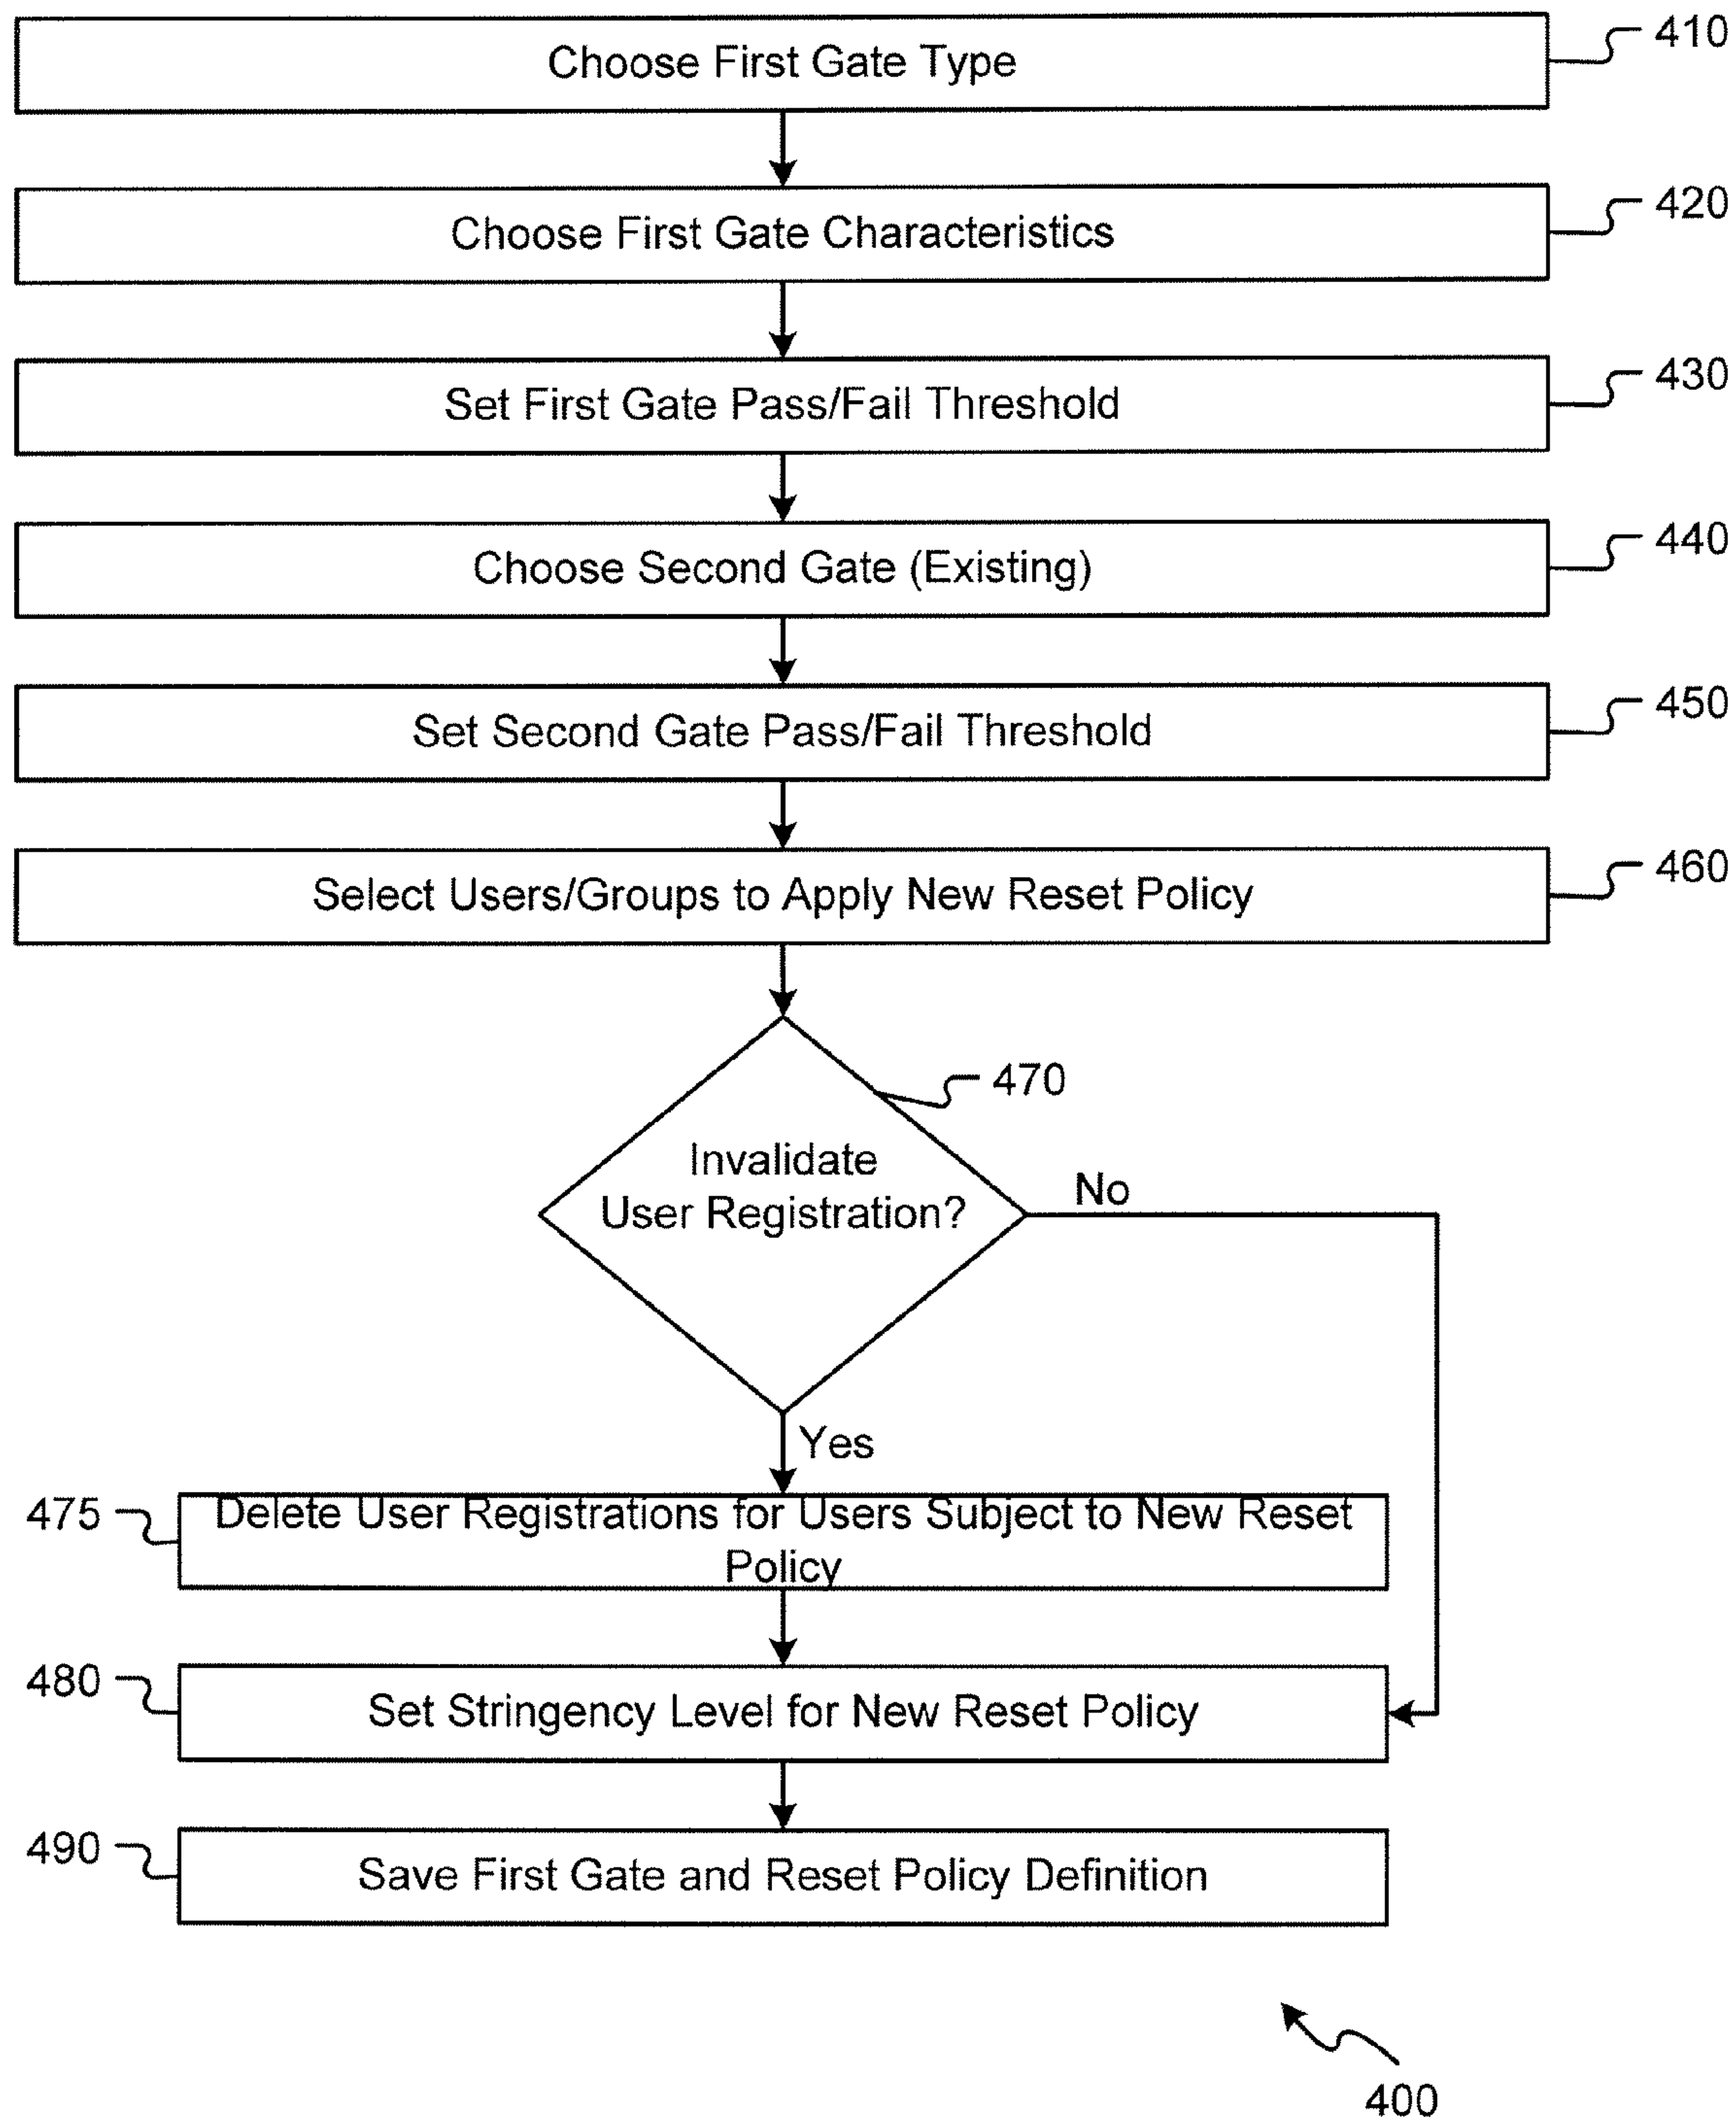 Choose First Gate Type
410
Choose First Gate Characteristics
420
Set First Gate Pass/Fail Threshold
430
Choose Second Gate (Existing)
440
Set Second Gate Pass/Fail Threshold
450
Select Users/Groups to Apply New Reset Policy
460
470
Invalidate
User Registration?
No
Yes
475
Delete User Registrations for Users Subject to New Reset
Policy
480
Set Stringency Level for New Reset Policy
490
Save First Gate and Reset Policy Definition
400